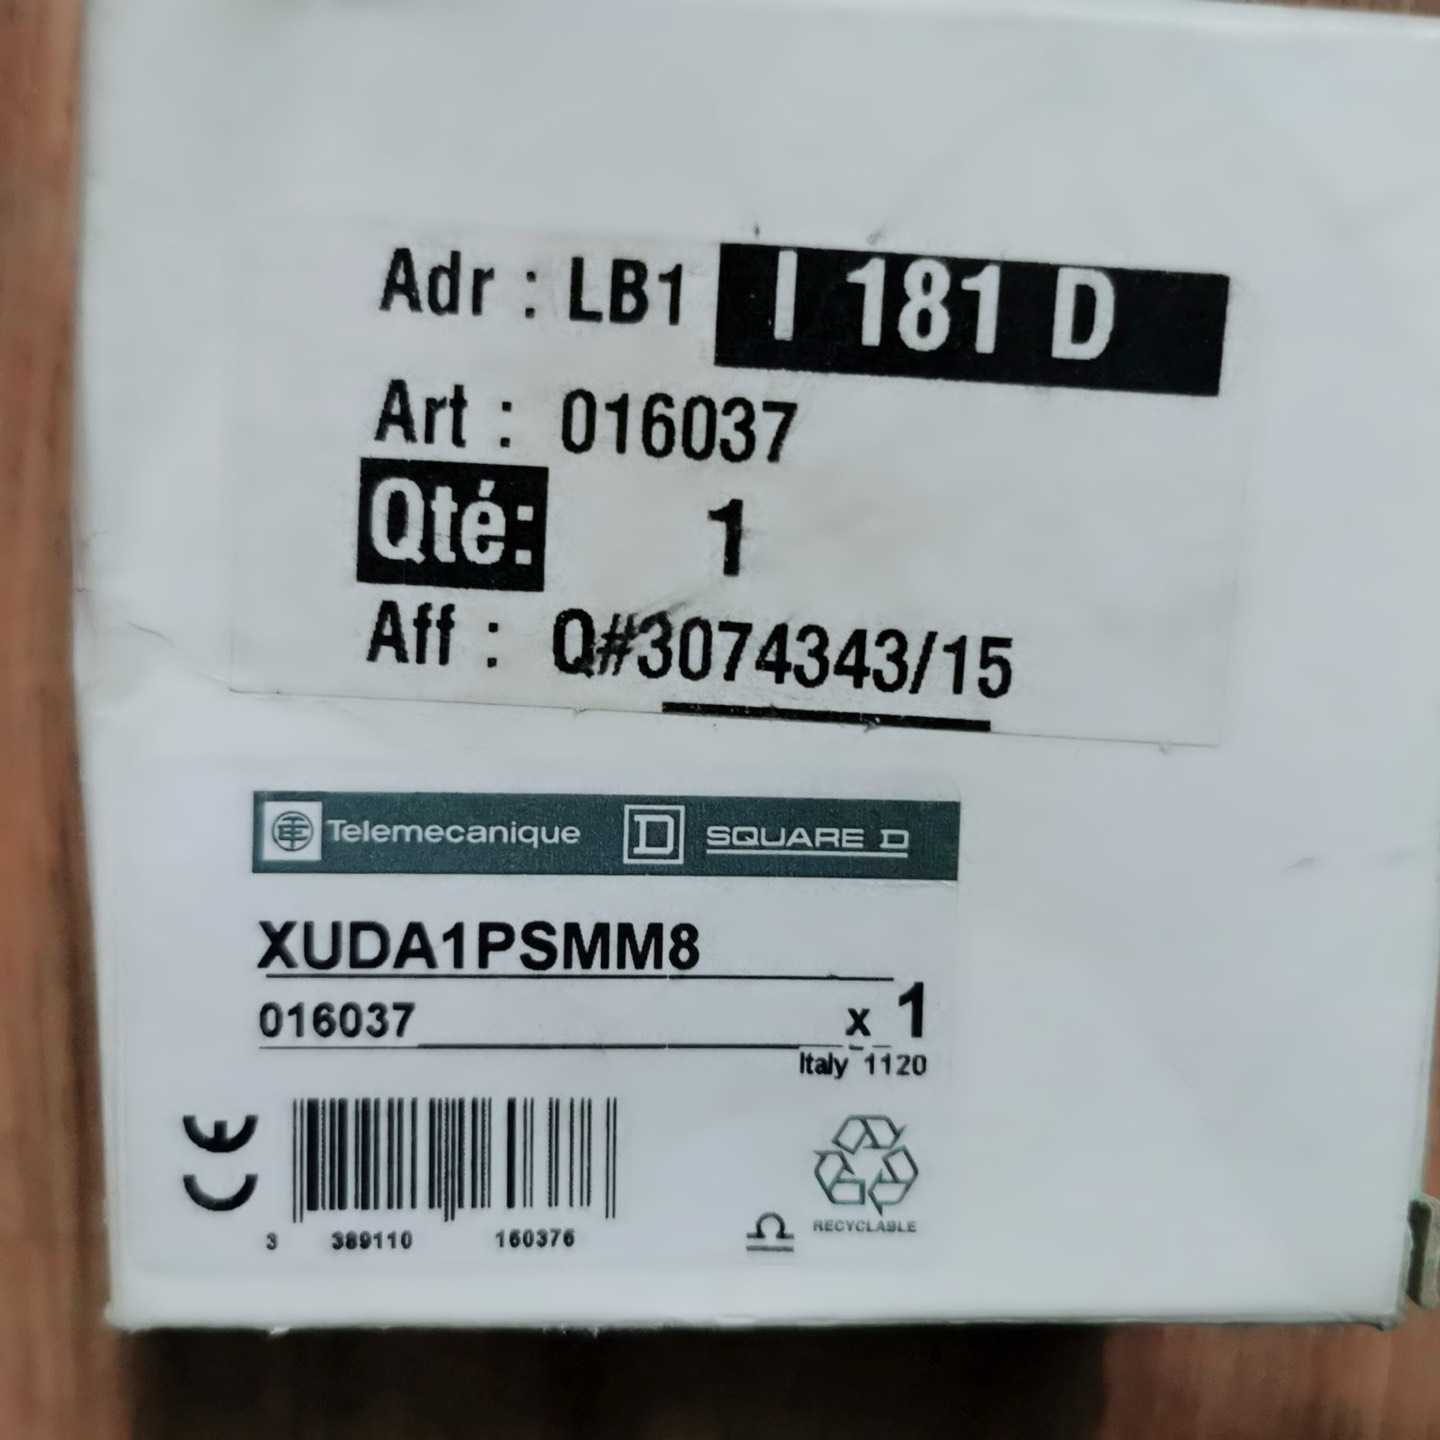 Adr : LB1 I 181 D
Art : 016037
Qté: 1
Aff : Q#3074343/15
Telemecanique D SQUARE D
XUDA1PSMM8
016037 x 1
Italy 1120
CE
3 389110 160376
RECYCLABLE